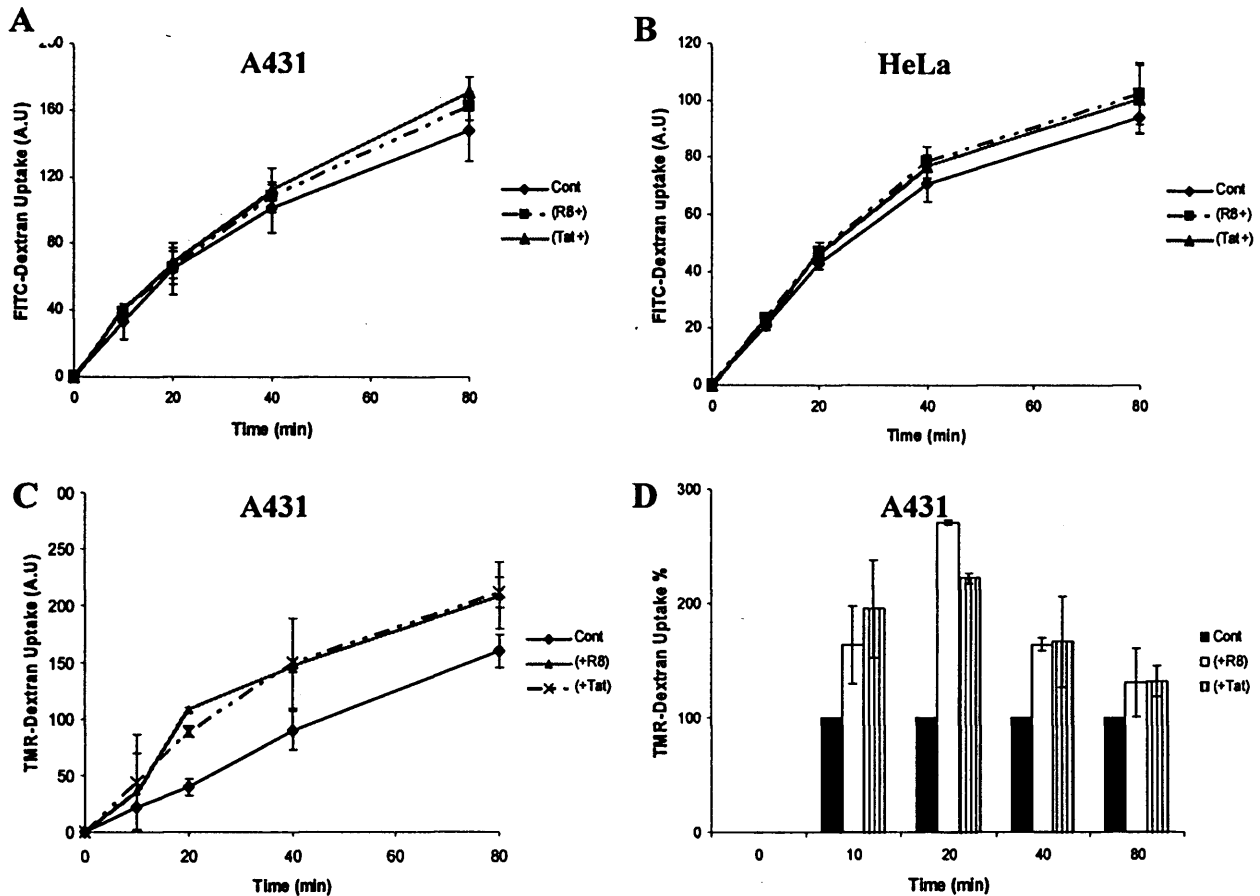 A
A431
160
120
80
40
0
FITC-Dextran Uptake (A.U)
0 20 40 60 80
Time (min)
Cont
(R8+)
(Tat+)
B
HeLa
120
100
80
60
40
20
0
FITC-Dextran uptake (A.U)
0 20 40 60 80
Time (min)
Cont
(R8+)
(Tat+)
C
A431
00
250
200
150
100
50
0
TMR-Dextran Uptake (A.U)
0 20 40 60 80
Time (min)
Cont
(+R8)
(+Tat)
D
A431
300
200
100
0
TMR-Dextran Uptake %
0 10 20 40 80
Time (min)
Cont
(+R8)
(+Tat)